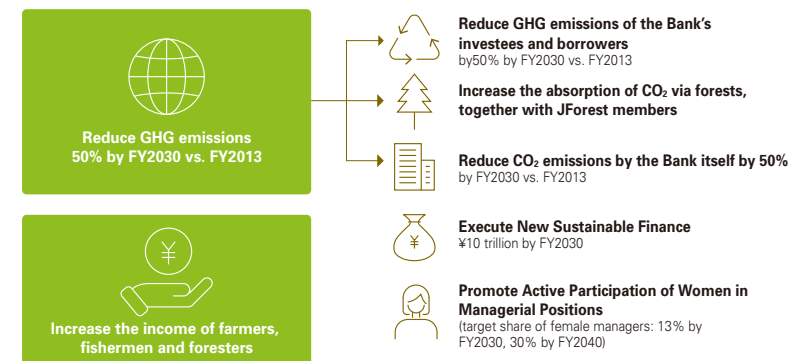 Reduce GHG emissions
50% by FY2030 vs. FY2013
Reduce GHG emissions of the Bank's
investees and borrowers
by50% by FY2030 vs. FY2013
Increase the absorption of CO₂ via forests,
together with JForest members
Reduce CO₂ emissions by the Bank itself by 50%
by FY2030 vs. FY2013
¥
Increase the income of farmers,
fishermen and foresters
¥
Execute New Sustainable Finance
¥10 trillion by FY2030
Promote Active Participation of Women in
Managerial Positions
(target share of female managers: 13% by
FY2030, 30% by FY2040)